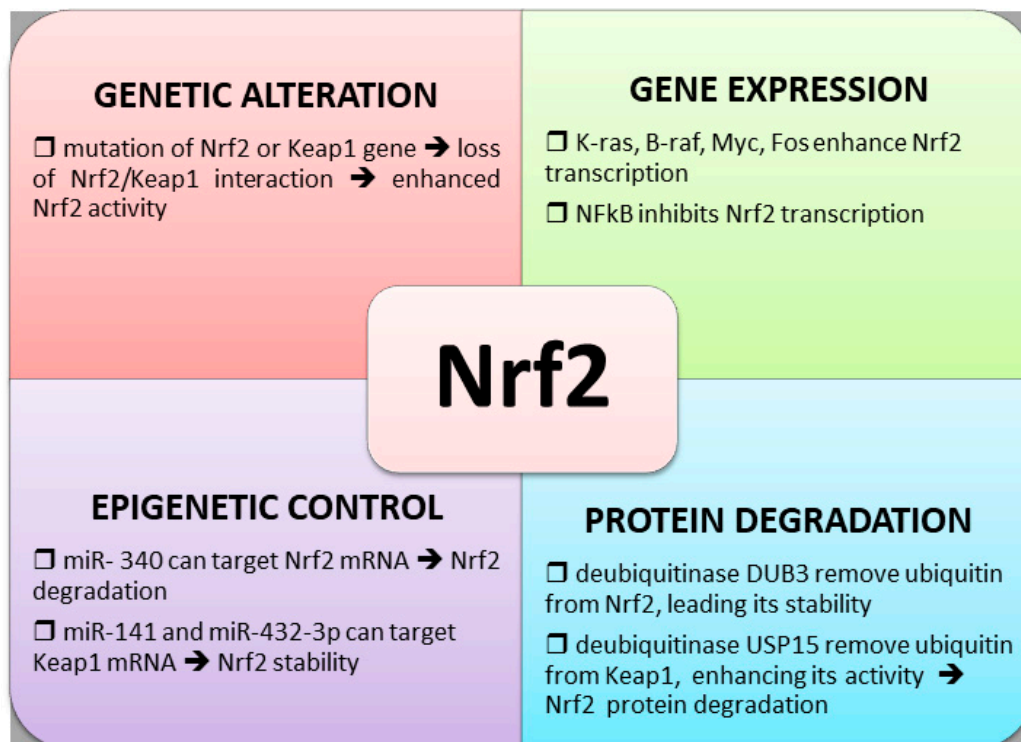 GENETIC ALTERATION
❒ mutation of Nrf2 or Keap1 gene ➔ loss
of Nrf2/Keap1 interaction ➔ enhanced
Nrf2 activity
GENE EXPRESSION
❒ K-ras, B-raf, Myc, Fos enhance Nrf2
transcription
❒ NFkB inhibits Nrf2 transcription
Nrf2
EPIGENETIC CONTROL
❒ miR- 340 can target Nrf2 mRNA ➔ Nrf2
degradation
❒ miR-141 and miR-432-3p can target
Keap1 mRNA ➔ Nrf2 stability
PROTEIN DEGRADATION
❒ deubiquitinase DUB3 remove ubiquitin
from Nrf2, leading its stability
❒ deubiquitinase USP15 remove ubiquitin
from Keap1, enhancing its activity ➔
Nrf2 protein degradation